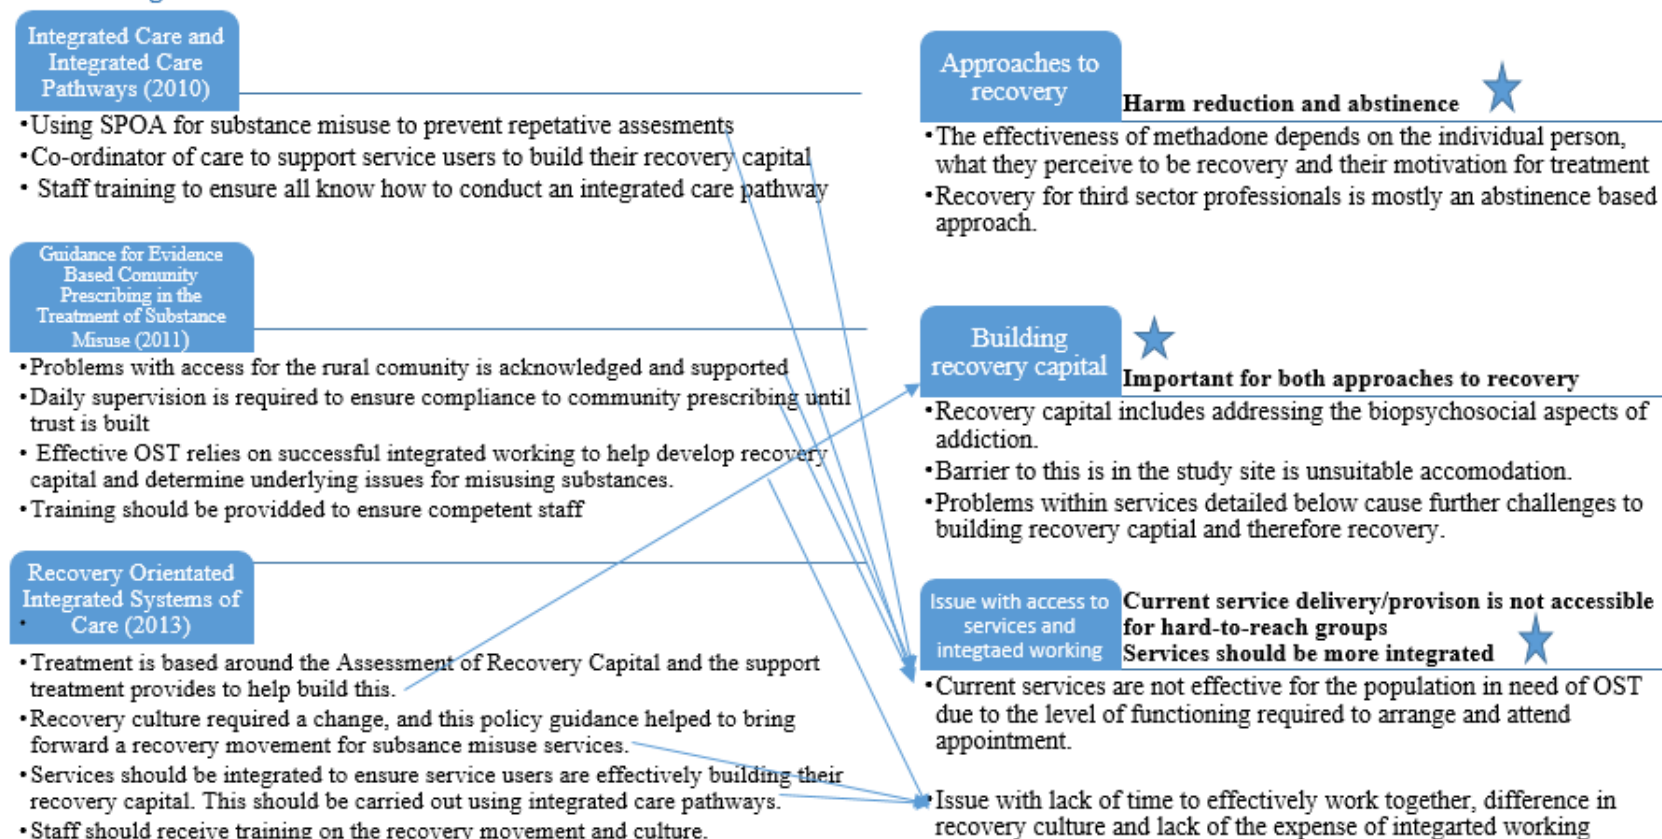 Integrated Care and
Integrated Care
Pathways (2010)
•Using SPOA for substance misuse to prevent repetative assesments
•Co-ordinator of care to support service users to build their recovery capital
• Staff training to ensure all know how to conduct an integrated care pathway
Guidance for Evidence
Based Comunity
Prescribing in the
Treatment of Substance
Misuse (2011)
•Problems with access for the rural comunity is acknowledged and supported
•Daily supervision is required to ensure compliance to community prescribing until
trust is built
• Effective OST relies on successful integrated working to help develop recovery
capital and determine underlying issues for misusing substances.
•Training should be providded to ensure competent staff
Recovery Orientated
Integrated Systems of
Care (2013)
•Treatment is based around the Assessment of Recovery Capital and the support
treatment provides to help build this.
•Recovery culture required a change, and this policy guidance helped to bring
forward a recovery movement for subsance misuse services.
•Services should be integrated to ensure service users are effectively building their
recovery capital. This should be carried out using integrated care pathways.
•Staff should receive training on the recovery movement and culture.
Approaches to
recovery
Harm reduction and abstinence
•The effectiveness of methadone depends on the individual person,
what they perceive to be recovery and their motivation for treatment
•Recovery for third sector professionals is mostly an abstinence based
approach.
Building
recovery capital
Important for both approaches to recovery
•Recovery capital includes addressing the biopsychosocial aspects of
addiction.
•Barrier to this is in the study site is unsuitable accomodation.
•Problems within services detailed below cause further challenges to
building recovery captial and therefore recovery.
Issue with access to
services and
integtaed working
Current service delivery/provison is not accessible
for hard-to-reach groups
Services should be more integrated
•Current services are not effective for the population in need of OST
due to the level of functioning required to arrange and attend
appointment.
•Issue with lack of time to effectively work together, difference in
recovery culture and lack of the expense of integarted working